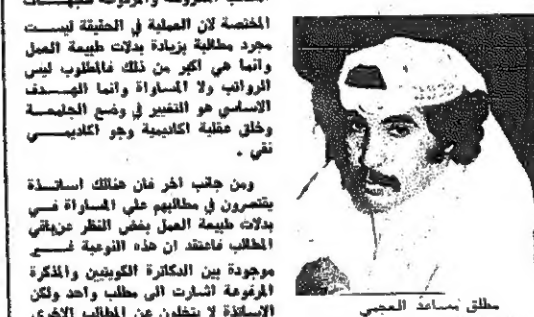 المختصة لان العملية في الحقيقة ليست
مجرد مطالبة بزيادة بدلات طبيعة العمل
وانما هي اكبر من ذلك فالمطلوب ليس
الرواتب ولا المساواة وانما الهدف
الاساسي هو التغيير في وضع الجامعة
وخلق عقلية اكاديمية وجو اكاديمي
نقي .
ومن جانب اخر فان هنالك اساتذة
يقتصرون في مطالبهم على المساراة في
بدلات طبيعة العمل بغض النظر عن باقي
المطالب فاعتقد ان هذه النوعية غير
موجودة بين الدكاترة الكويتيين والمذكرة
المرفوعة اشارت الى مطلب واحد ولكن
الاساتذة لا يتخلون عن المطالب الاخرى
مطلق مساعد العجمي